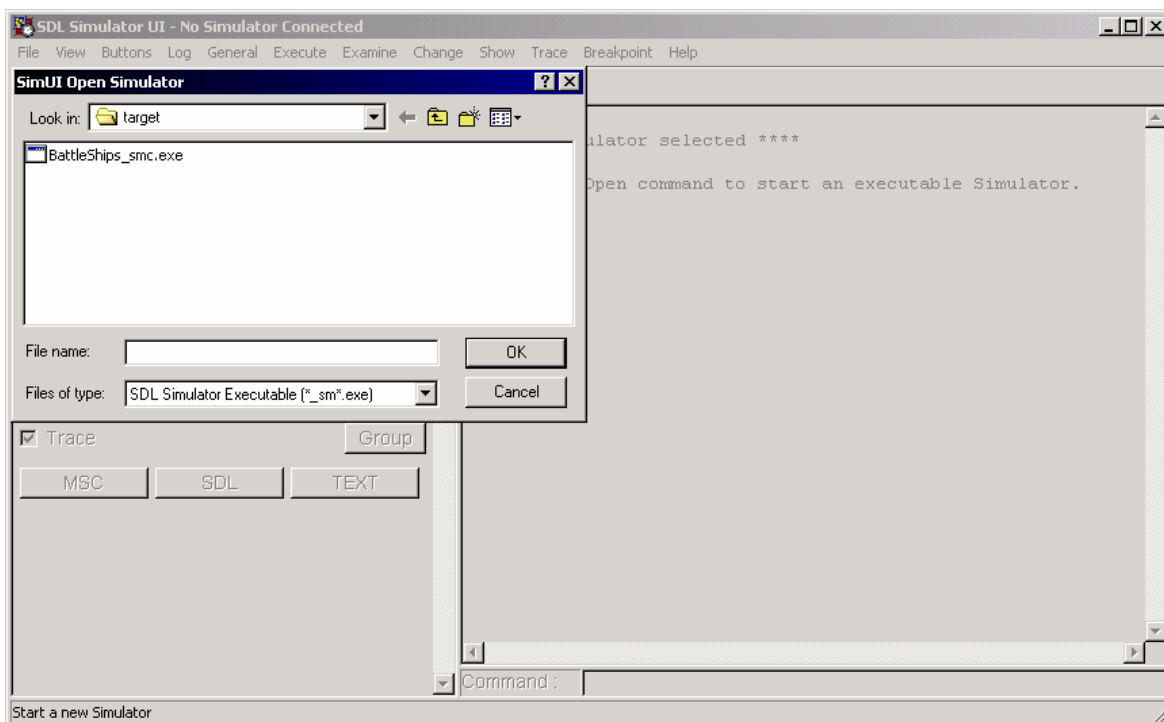 SDL Simulator UI - No Simulator Connected
File View Buttons Log General Execute Examine Change Show Trace Breakpoint Help
SimUI Open Simulator
Look in: target
BattleShips_smc.exe
File name:
OK
Files of type: SDL Simulator Executable (*_sm*.exe)
Cancel
ulator selected ****
Open command to start an executable Simulator.
Trace
Group
MSC SDL TEXT
Command :
Start a new Simulator